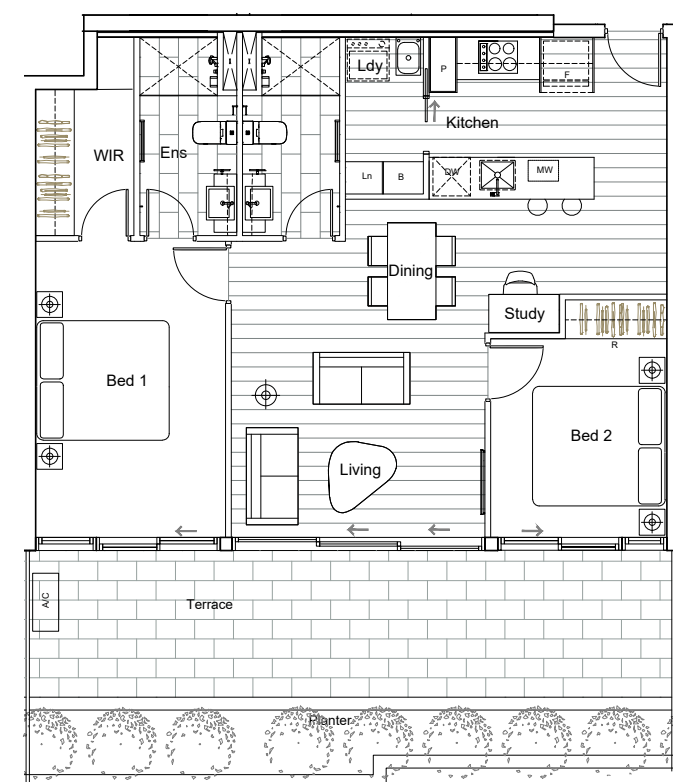 Ldy
P
F
Kitchen
WIR
Ens
Ln
B
DW
MW
Dining
Study
R
Bed 1
Bed 2
Living
A/C
Terrace
Planter